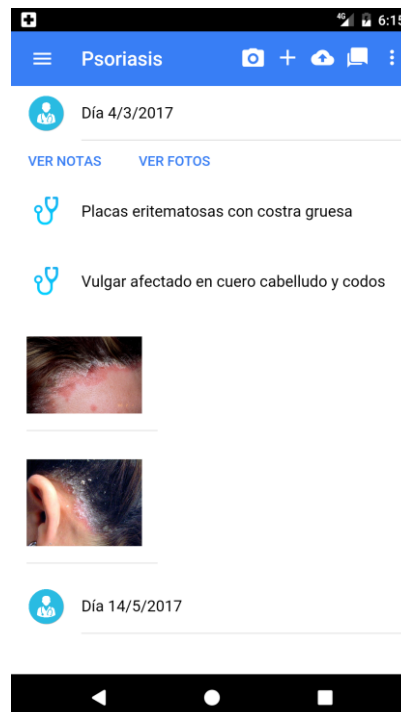 4G 6:15
Psoriasis
Día 4/3/2017
VER NOTAS VER FOTOS
Placas eritematosas con costra gruesa
Vulgar afectado en cuero cabelludo y codos
Día 14/5/2017